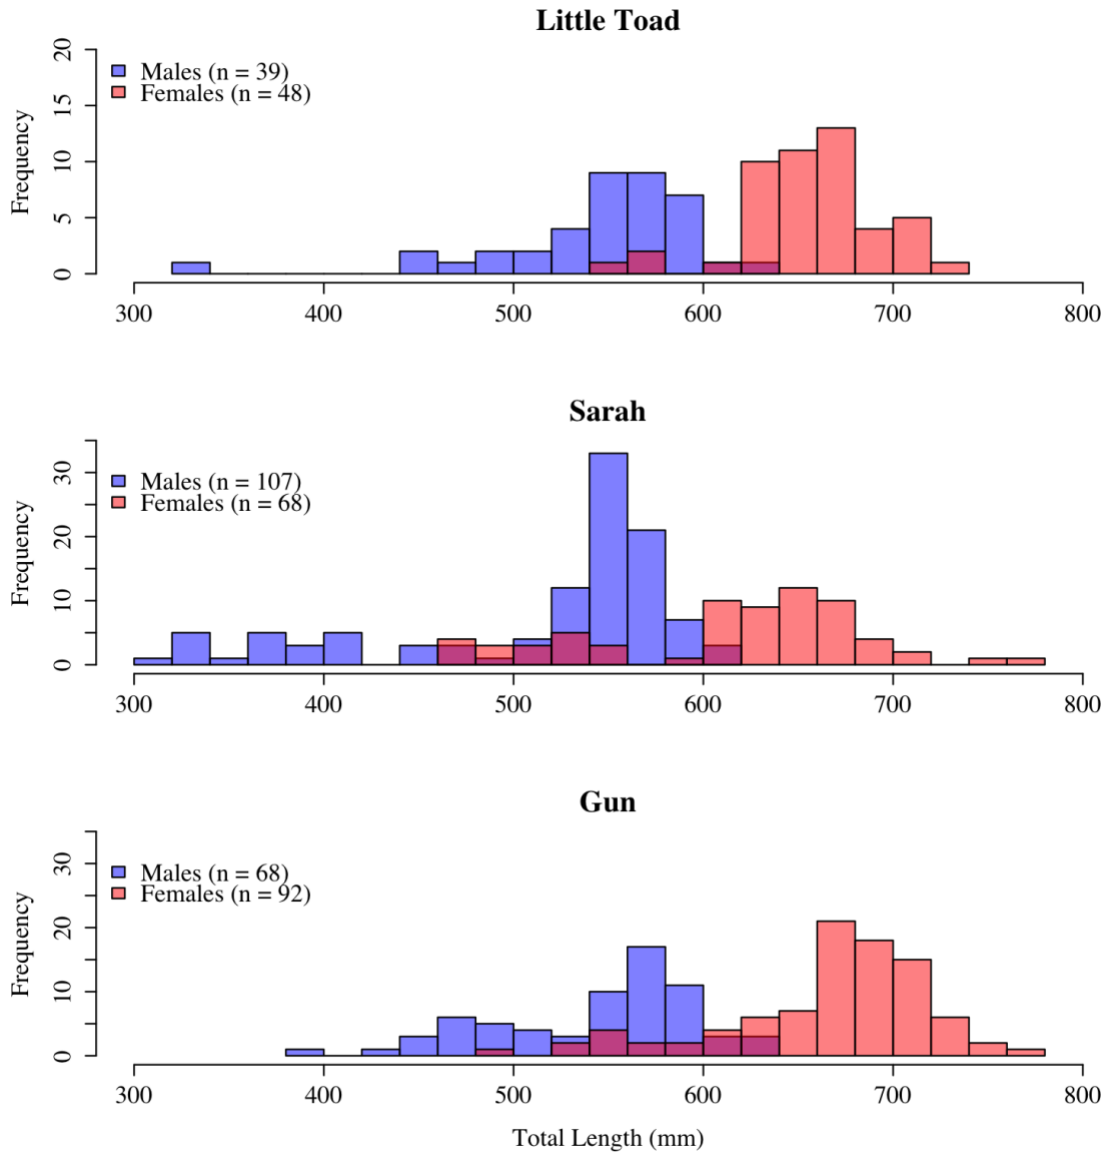 Little Toad
20
15
10
5
0
Frequency
Males (n = 39)
Females (n = 48)
300 400 500 600 700 800
Sarah
30
20
10
0
Frequency
Males (n = 107)
Females (n = 68)
300 400 500 600 700 800
Gun
30
20
10
0
Frequency
Males (n = 68)
Females (n = 92)
300 400 500 600 700 800
Total Length (mm)